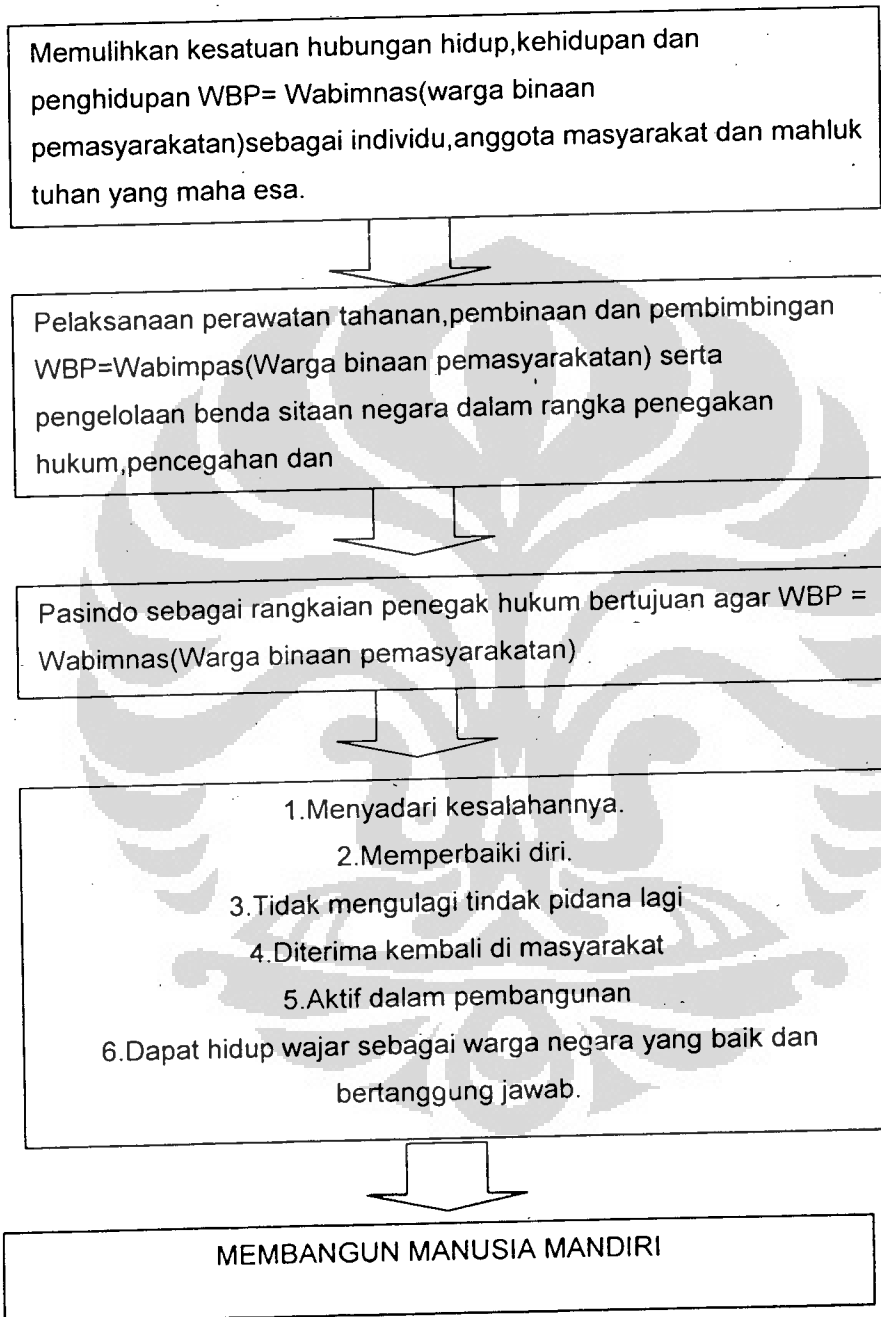 Memulihkan kesatuan hubungan hidup,kehidupan dan
penghidupan WBP= Wabimnas(warga binaan
pemasyarakatan)sebagai individu,anggota masyarakat dan mahluk
tuhan yang maha esa.
Pelaksanaan perawatan tahanan,pembinaan dan pembimbingan
WBP=Wabimpas(Warga binaan pemasyarakatan) serta
pengelolaan benda sitaan negara dalam rangka penegakan
hukum,pencegahan dan
Pasindo sebagai rangkaian penegak hukum bertujuan agar WBP =
Wabimnas(Warga binaan pemasyarakatan)
1.Menyadari kesalahannya.
2.Memperbaiki diri.
3.Tidak mengulagi tindak pidana lagi
4.Diterima kembali di masyarakat
5.Aktif dalam pembangunan
6.Dapat hidup wajar sebagai warga negara yang baik dan
bertanggung jawab.
MEMBANGUN MANUSIA MANDIRI